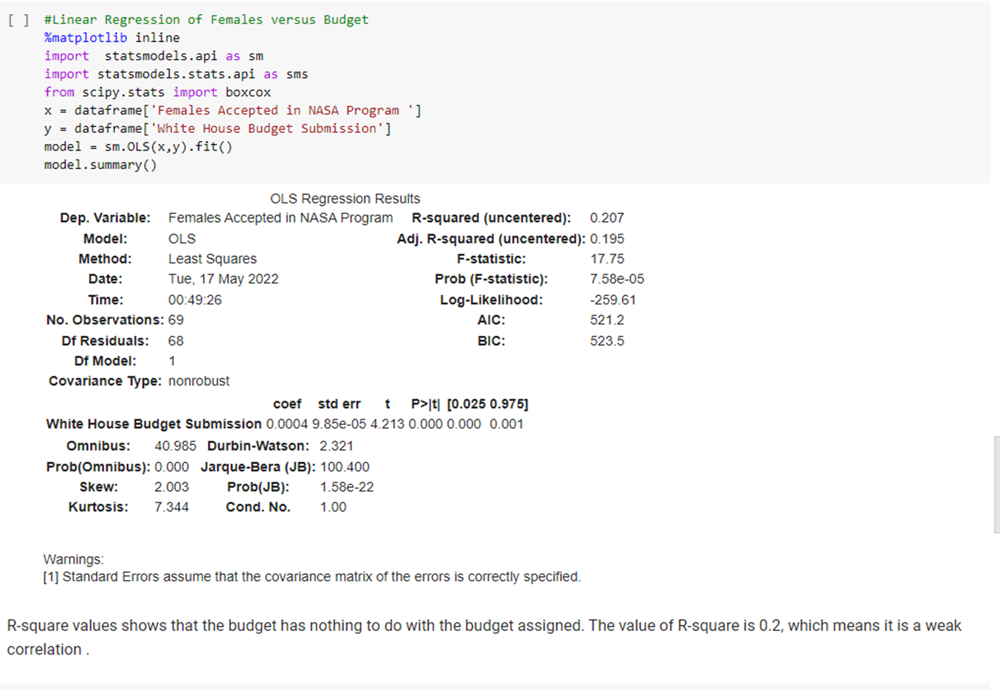 [ ] #Linear Regression of Females versus Budget
%matplotlib inline
import  statsmodels.api as sm
import statsmodels.stats.api as sms
from scipy.stats import boxcox
x = dataframe['Females Accepted in NASA Program ']
y = dataframe['White House Budget Submission']
model = sm.OLS(x,y).fit()
model.summary()
OLS Regression Results
Dep. Variable: Females Accepted in NASA Program R-squared (uncentered): 0.207
Model: OLS Adj. R-squared (uncentered): 0.195
Method: Least Squares F-statistic: 17.75
Date: Tue, 17 May 2022 Prob (F-statistic): 7.58e-05
Time: 00:49:26 Log-Likelihood: -259.61
No. Observations: 69 AIC: 521.2
Df Residuals: 68 BIC: 523.5
Df Model: 1
Covariance Type: nonrobust
coef std err t P>|t| [0.025 0.975]
White House Budget Submission 0.0004 9.85e-05 4.213 0.000 0.000 0.001
Omnibus: 40.985 Durbin-Watson: 2.321
Prob(Omnibus): 0.000 Jarque-Bera (JB): 100.400
Skew: 2.003 Prob(JB): 1.58e-22
Kurtosis: 7.344 Cond. No. 1.00
Warnings:
[1] Standard Errors assume that the covariance matrix of the errors is correctly specified.
R-square values shows that the budget has nothing to do with the budget assigned. The value of R-square is 0.2, which means it is a weak
correlation .